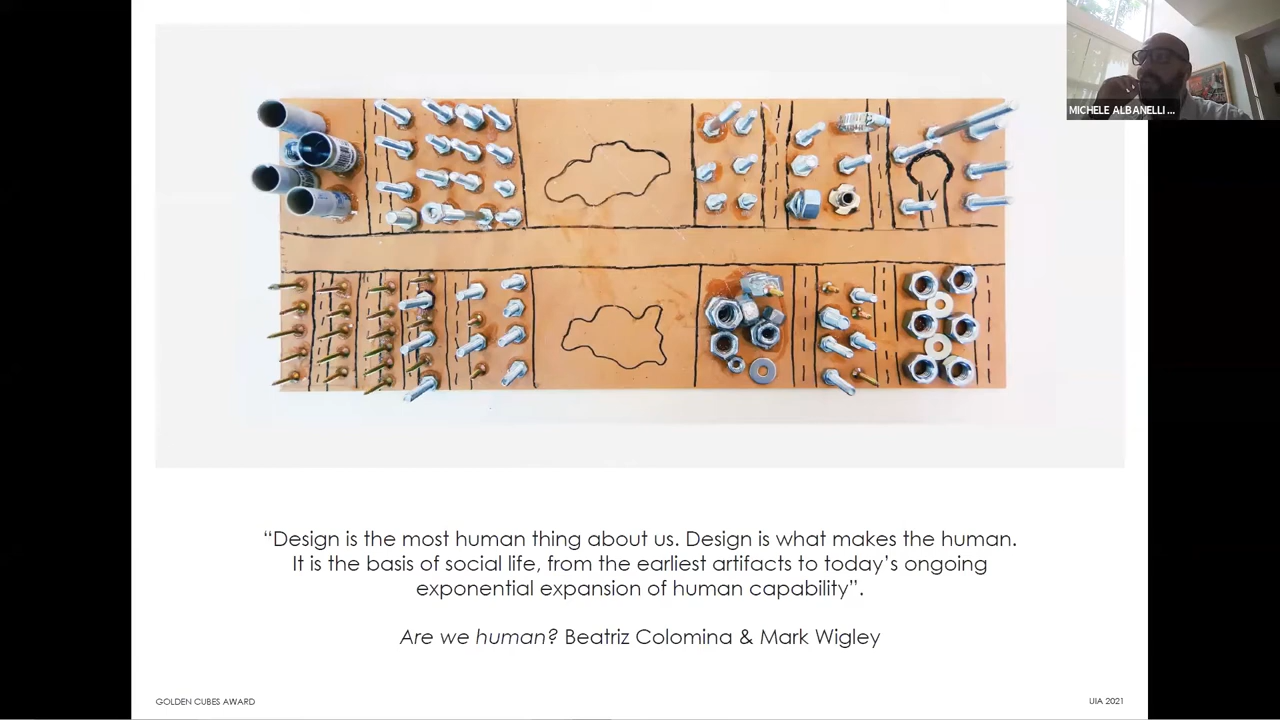 MICHELE ALBANELLI ...
“Design is the most human thing about us. Design is what makes the human.
It is the basis of social life, from the earliest artifacts to today’s ongoing
exponential expansion of human capability”.
Are we human? Beatriz Colomina & Mark Wigley
GOLDEN CUBES AWARD
UIA 2021